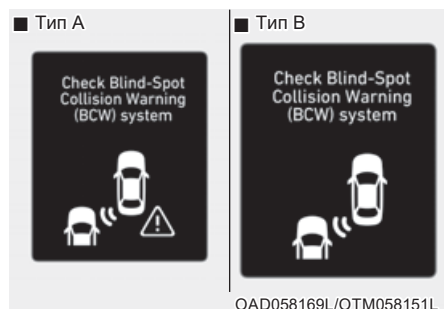 ■ Тип A
Check Blind-Spot
Collision Warning
(BCW) system
■ Тип B
Check Blind-Spot
Collision Warning
(BCW) system
OAD058169L/OTM058151L